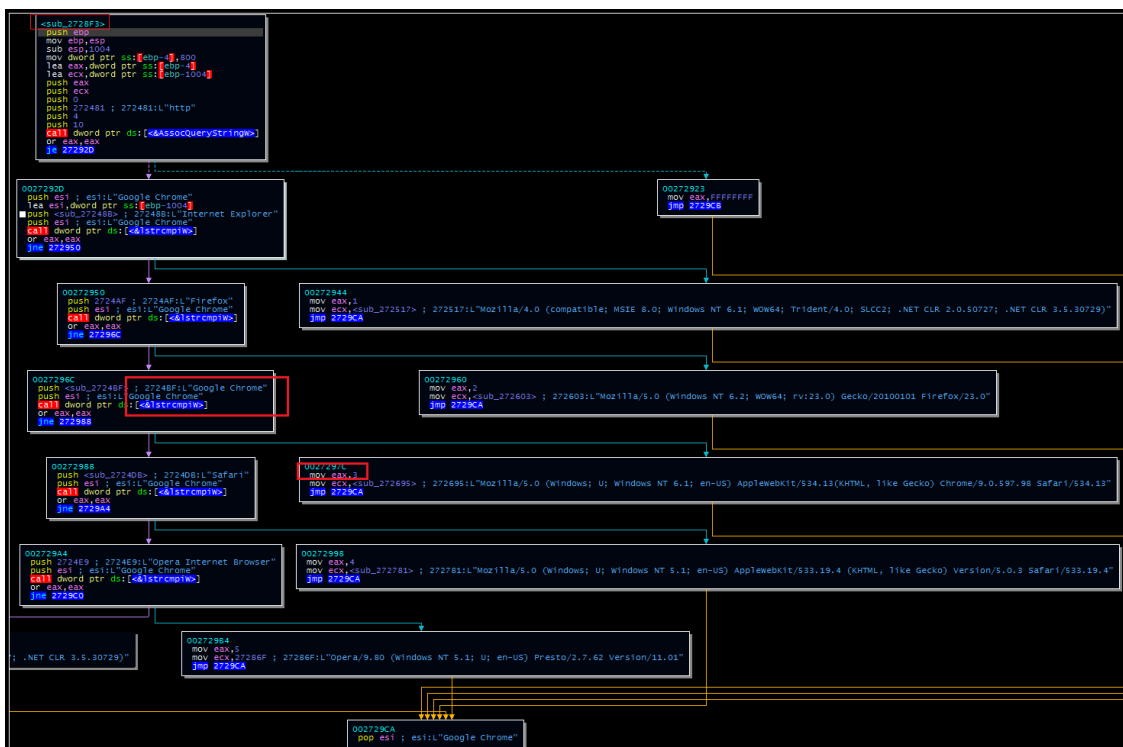 <sub_2728F3>
push ebp
mov ebp,esp
sub esp,1004
mov dword ptr ss:[ebp-4],800
lea eax,dword ptr ss:[ebp-4]
lea ecx,dword ptr ss:[ebp-1004]
push eax
push ecx
push 0
push 272481 ; 272481:L"http"
push 4
push 10
call dword ptr ds:[<&AssocQueryStringW>]
or eax,eax
je 27292D
0027292D
push esi ; esi:L"Google Chrome"
lea esi,dword ptr ss:[ebp-1004]
push <sub_27248B> ; 27248B:L"Internet Explorer"
push esi ; esi:L"Google Chrome"
call dword ptr ds:[<&lstrcmpiW>]
or eax,eax
jne 272950
00272923
mov eax,FFFFFFFF
jmp 2729CB
00272950
push 2724AF ; 2724AF:L"Firefox"
push esi ; esi:L"Google Chrome"
call dword ptr ds:[<&lstrcmpiW>]
or eax,eax
jne 27296C
00272944
mov eax,1
mov ecx,<sub_272517> ; 272517:L"Mozilla/4.0 (compatible; MSIE 8.0; Windows NT 6.1; WOW64; Trident/4.0; SLCC2; .NET CLR 2.0.50727; .NET CLR 3.5.30729)"
jmp 2729CA
0027296C
push <sub_2724BF> ; 2724BF:L"Google Chrome"
push esi ; esi:L"Google Chrome"
call dword ptr ds:[<&lstrcmpiW>]
or eax,eax
jne 272988
00272960
mov eax,2
mov ecx,<sub_272603> ; 272603:L"Mozilla/5.0 (Windows NT 6.2; WOW64; rv:23.0) Gecko/20100101 Firefox/23.0"
jmp 2729CA
00272988
push <sub_2724DB> ; 2724DB:L"Safari"
push esi ; esi:L"Google Chrome"
call dword ptr ds:[<&lstrcmpiW>]
or eax,eax
jne 2729A4
0027297C
mov eax,3
mov ecx,<sub_272695> ; 272695:L"Mozilla/5.0 (Windows; U; Windows NT 6.1; en-US) AppleWebKit/534.13(KHTML, like Gecko) Chrome/9.0.597.98 Safari/534.13"
jmp 2729CA
002729A4
push 2724E9 ; 2724E9:L"Opera Internet Browser"
push esi ; esi:L"Google Chrome"
call dword ptr ds:[<&lstrcmpiW>]
or eax,eax
jne 2729C0
00272998
mov eax,4
mov ecx,<sub_272781> ; 272781:L"Mozilla/5.0 (Windows; U; Windows NT 5.1; en-US) AppleWebKit/533.19.4 (KHTML, like Gecko) Version/5.0.3 Safari/533.19.4"
jmp 2729CA
; .NET CLR 3.5.30729)"
002729B4
mov eax,5
mov ecx,27286F ; 27286F:L"Opera/9.80 (Windows NT 5.1; U; en-US) Presto/2.7.62 Version/11.01"
jmp 2729CA
002729CA
pop esi ; esi:L"Google Chrome"